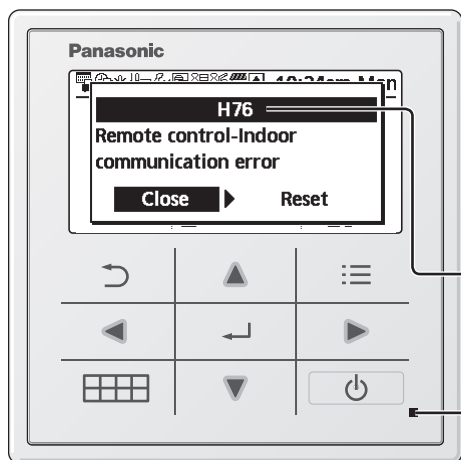 Panasonic
H76
Remote control-Indoor
communication error
Close
Reset